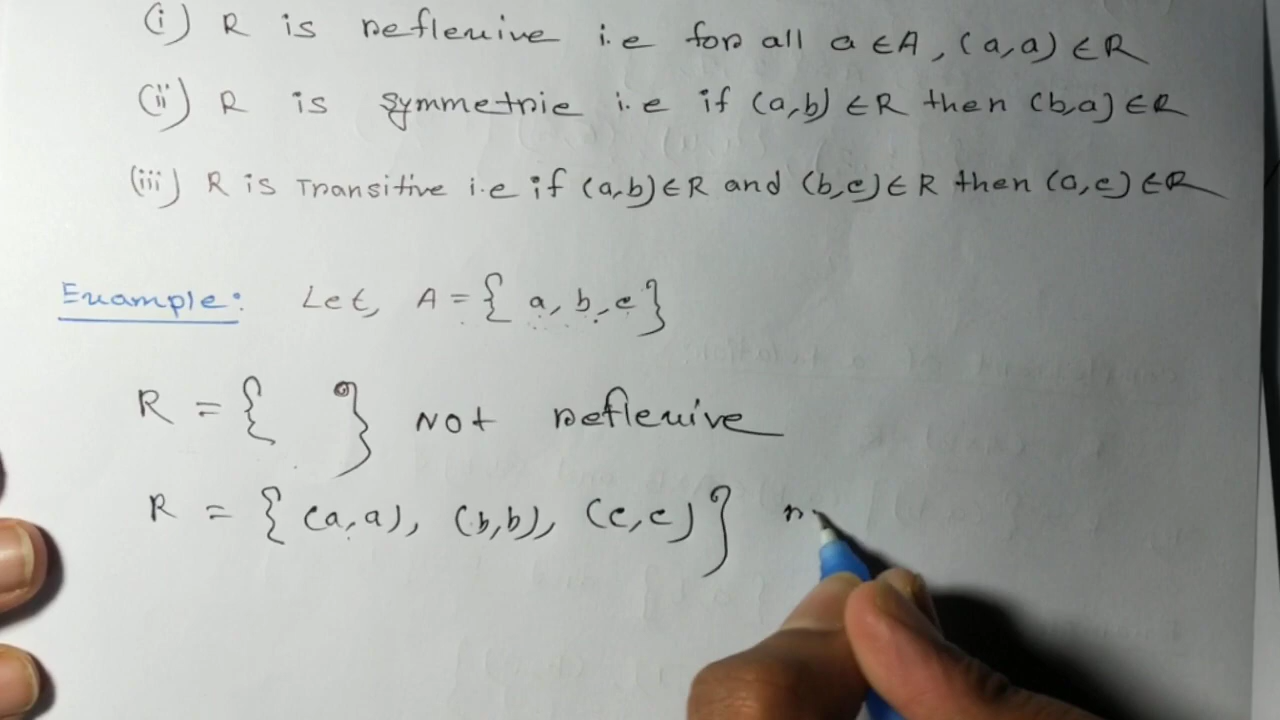 (i) R is reflexive i.e for all a ∈ A, (a,a) ∈ R
(ii) R is symmetric i.e if (a,b) ∈ R then (b,a) ∈ R
(iii) R is Transitive i.e if (a,b) ∈ R and (b,c) ∈ R then (a,c) ∈ R
Example: Let, A = { a, b, c }
R = { } Not reflexive
R = { (a,a), (b,b), (c,c) }